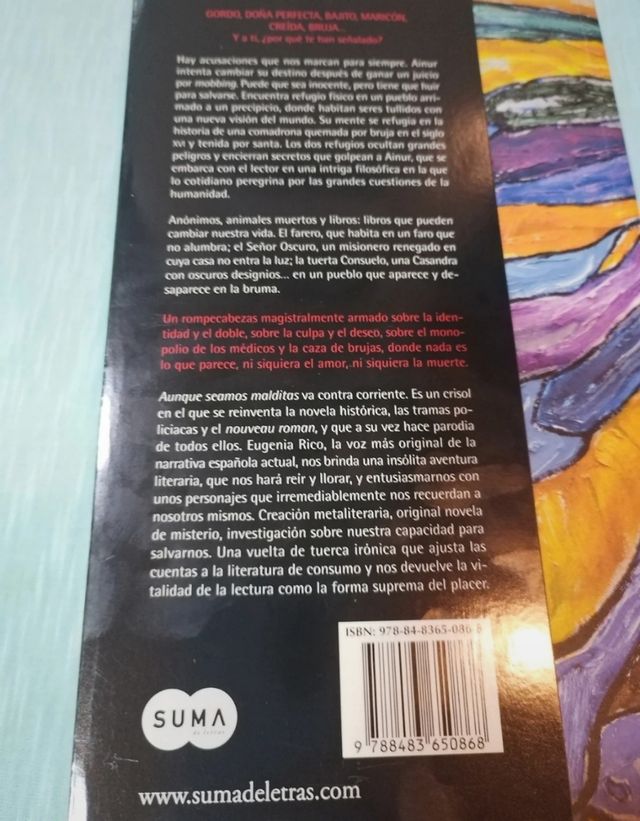 GORDO, DOÑA PERFECTA, BAJITO, MARICÓN,
CREÍDA, BRUJA...
Y a ti, ¿por qué te han señalado?
Hay acusaciones que nos marcan para siempre. Ainur
intenta cambiar su destino después de ganar un juicio
por mobbing. Puede que sea inocente, pero tiene que huir
para salvarse. Encuentra refugio físico en un pueblo arri-
mado a un precipicio, donde habitan seres tullidos con
una nueva visión del mundo. Su mente se refugia en la
historia de una comadrona quemada por bruja en el siglo
XVI y tenida por santa. Los dos refugios ocultan grandes
peligros y encierran secretos que golpean a Ainur, que se
embarca con el lector en una intriga filosófica en la que
lo cotidiano peregrina por las grandes cuestiones de la
humanidad.
Anónimos, animales muertos y libros: libros que pueden
cambiar nuestra vida. El farero, que habita en un faro que
no alumbra; el Señor Oscuro, un misionero renegado en
cuya casa no entra la luz; la tuerta Consuelo, una Casandra
con oscuros designios... en un pueblo que aparece y de-
saparece en la bruma.
Un rompecabezas magistralmente armado sobre la iden-
tidad y el doble, sobre la culpa y el deseo, sobre el mono-
polio de los médicos y la caza de brujas, donde nada es
lo que parece, ni siquiera el amor, ni siquiera la muerte.
Aunque seamos malditas va contra corriente. Es un crisol
en el que se reinventa la novela histórica, las tramas po-
liciacas y el nouveau roman, y que a su vez hace parodia
de todos ellos. Eugenia Rico, la voz más original de la
narrativa española actual, nos brinda una insólita aventura
literaria, que nos hará reir y llorar, y entusiasmarnos con
unos personajes que irremediablemente nos recuerdan a
nosotros mismos. Creación metaliteraria, original novela
de misterio, investigación sobre nuestra capacidad para
salvarnos. Una vuelta de tuerca irónica que ajusta las
cuentas a la literatura de consumo y nos devuelve la vi-
talidad de la lectura como la forma suprema del placer.
ISBN: 978-84-8365-086-8
9 788483 650868
SUMA
de letras
www.sumadeletras.com